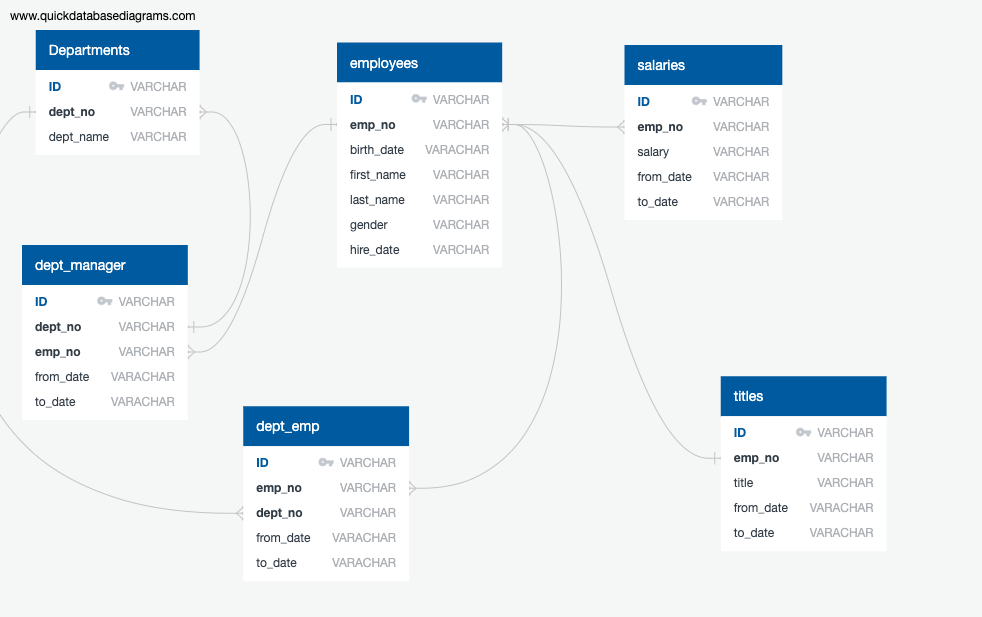 www.quickdatabasediagrams.com
Departments
ID VARCHAR
dept_no VARCHAR
dept_name VARCHAR
employees
ID VARCHAR
emp_no VARCHAR
birth_date VARACHAR
first_name VARCHAR
last_name VARCHAR
gender VARCHAR
hire_date VARCHAR
salaries
ID VARCHAR
emp_no VARCHAR
salary VARCHAR
from_date VARCHAR
to_date VARCHAR
dept_manager
ID VARCHAR
dept_no VARCHAR
emp_no VARCHAR
from_date VARACHAR
to_date VARACHAR
dept_emp
ID VARCHAR
emp_no VARCHAR
dept_no VARCHAR
from_date VARACHAR
to_date VARACHAR
titles
ID VARCHAR
emp_no VARCHAR
title VARCHAR
from_date VARACHAR
to_date VARACHAR